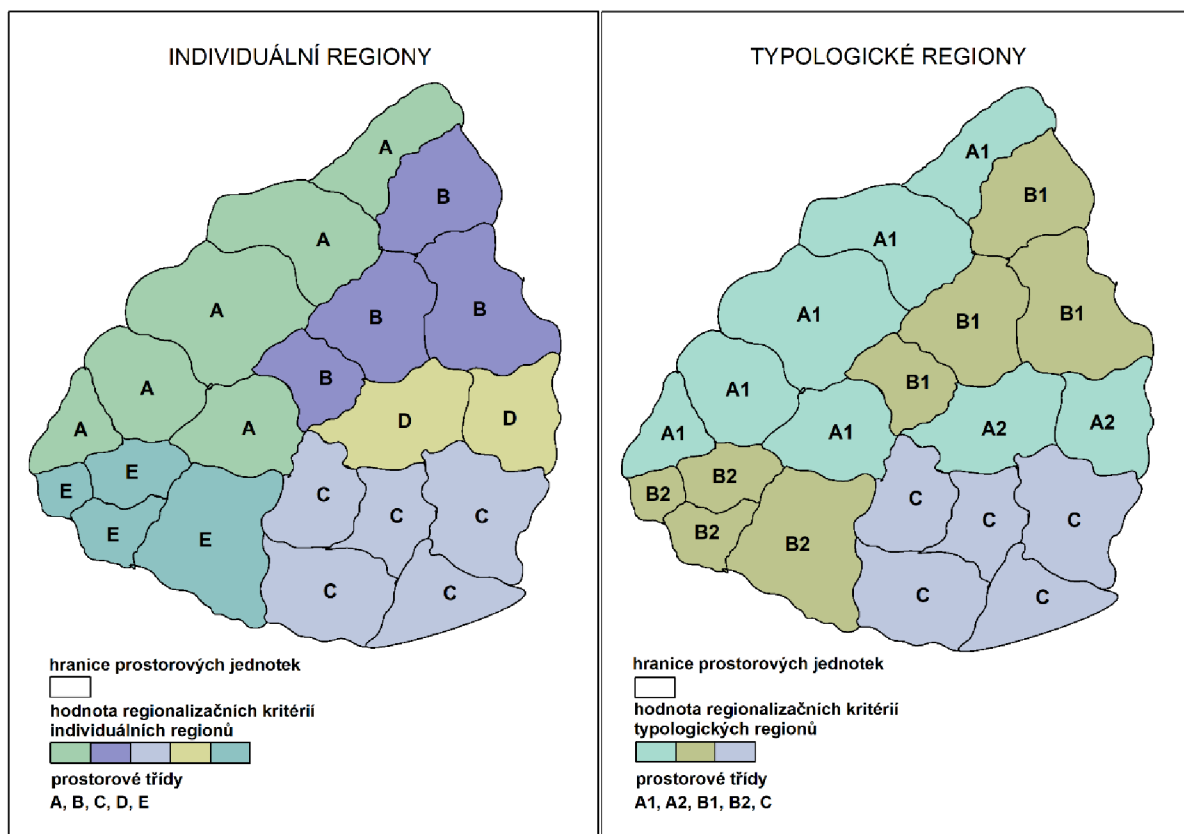 INDIVIDUÁLNÍ REGIONY
A
B
A
A
B
B
B
A
A
A
D
D
E
E
C
C
C
E
E
C
C
hranice prostorových jednotek
hodnota regionalizačních kritérií
individuálních regionů
prostorové třídy
A, B, C, D, E
TYPOLOGICKÉ REGIONY
A1
B1
A1
A1
B1
B1
B1
A1
A1
A1
A2
A2
B2
B2
C
C
C
B2
B2
C
C
hranice prostorových jednotek
hodnota regionalizačních kritérií
typologických regionů
prostorové třídy
A1, A2, B1, B2, C